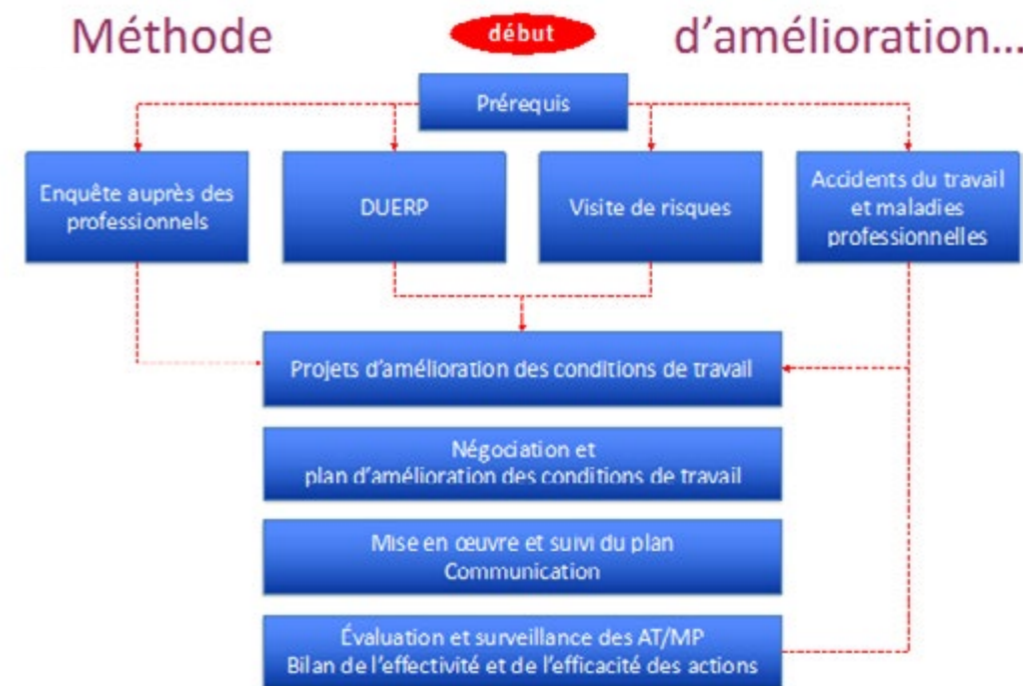 Méthode début d’amélioration...
Prérequis
Enquête auprès des
professionnels
DUERP
Visite de risques
Accidents du travail
et maladies
professionnelles
Projets d’amélioration des conditions de travail
Négociation et
plan d’amélioration des conditions de travail
Mise en œuvre et suivi du plan
Communication
Évaluation et surveillance des AT/MP
Bilan de l’effectivité et de l’efficacité des actions